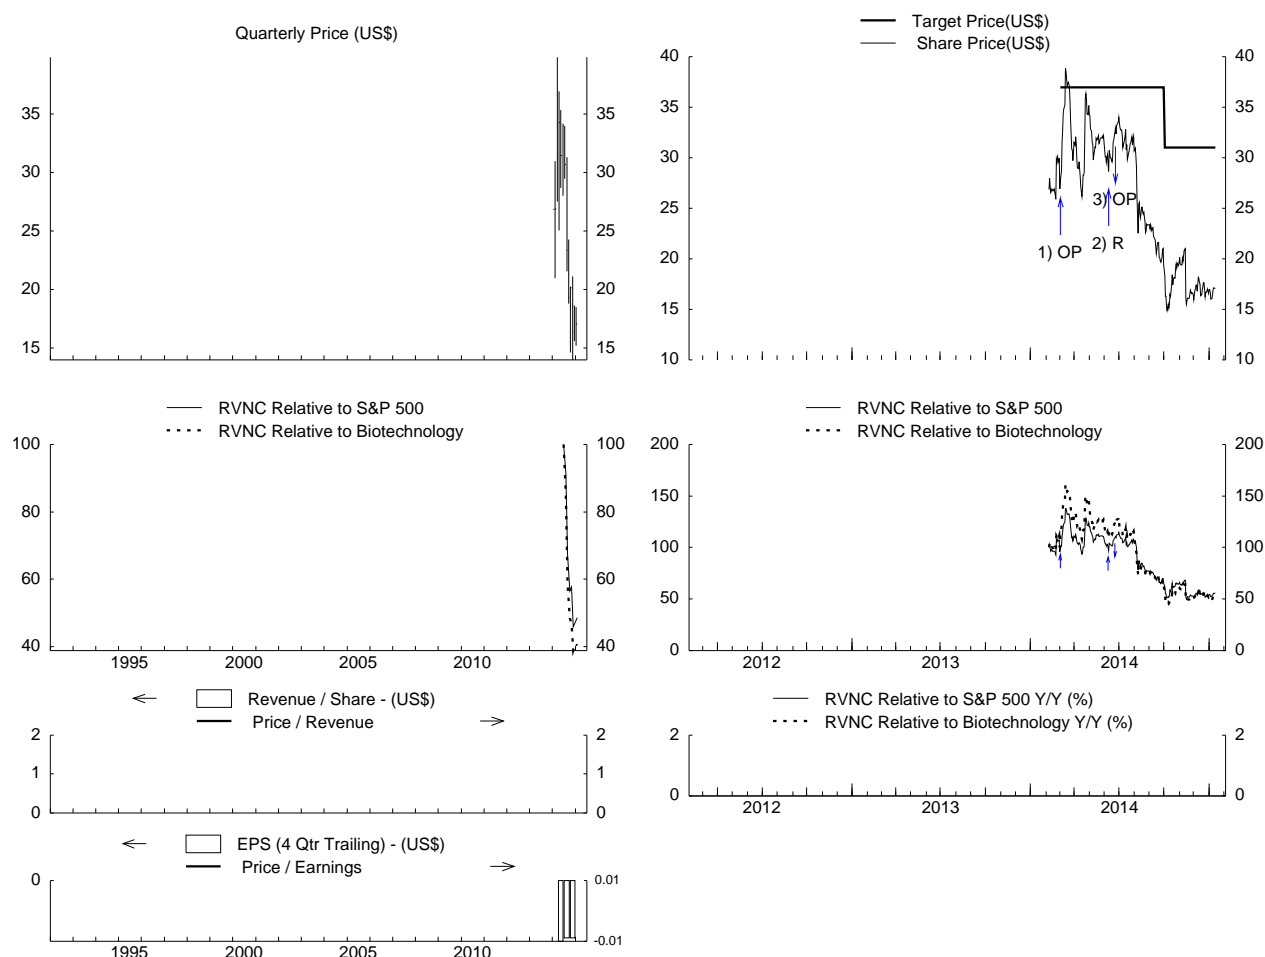 Quarterly Price (US$)
35 35
30 30
25 25
20 20
15 15
Target Price(US$)
Share Price(US$)
40 40
35 35
30 30
25 25
20 20
15 15
10 10
3) OP
2) R
1) OP
RVNC Relative to S&P 500
RVNC Relative to Biotechnology
100 100
80 80
60 60
40 40
1995 2000 2005 2010
RVNC Relative to S&P 500
RVNC Relative to Biotechnology
200 200
150 150
100 100
50 50
0 0
2012 2013 2014
Revenue / Share - (US$)
Price / Revenue
2 2
1 1
0 0
RVNC Relative to S&P 500 Y/Y (%)
RVNC Relative to Biotechnology Y/Y (%)
2 2
0 0
2012 2013 2014
EPS (4 Qtr Trailing) - (US$)
Price / Earnings
0 0.01
-0.01
1995 2000 2005 2010